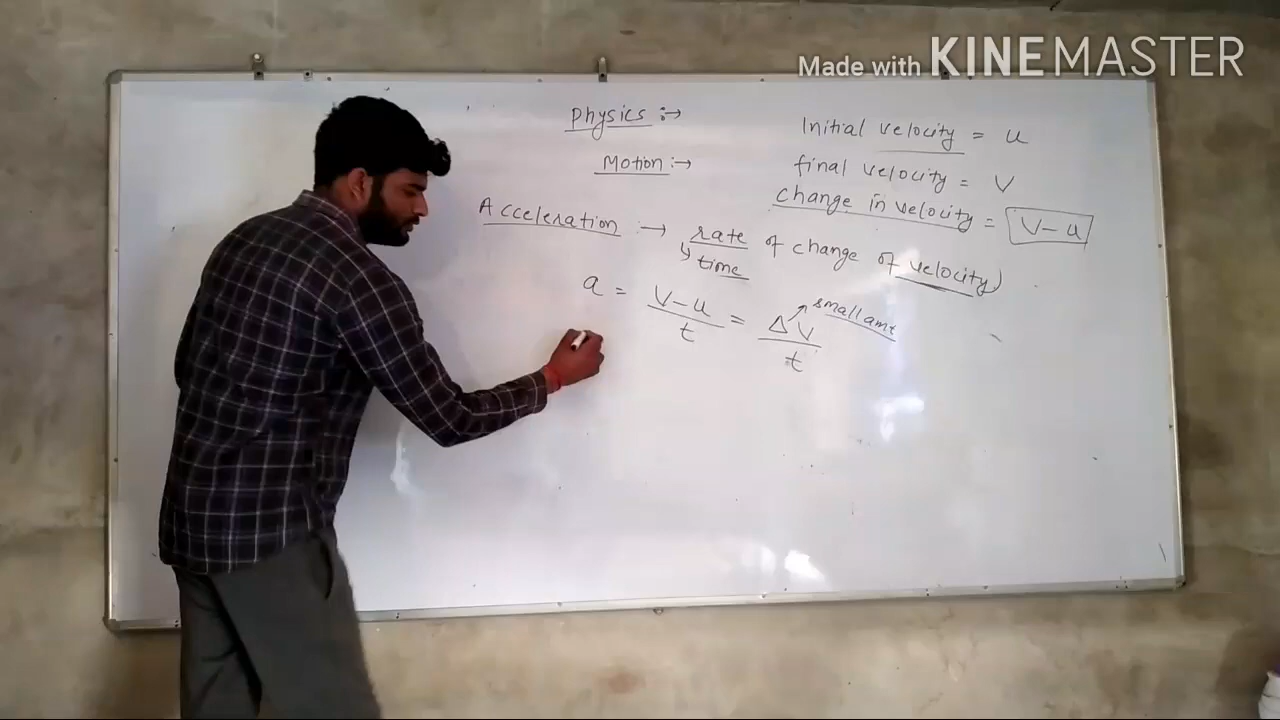 Made with KINEMASTER
Physics :→
Motion :→
Initial velocity = u
final velocity = V
change in velocity = V-u
Acceleration :→ rate of change of velocity)
↳ time
a = V-u / t = ΔV / t
small amt